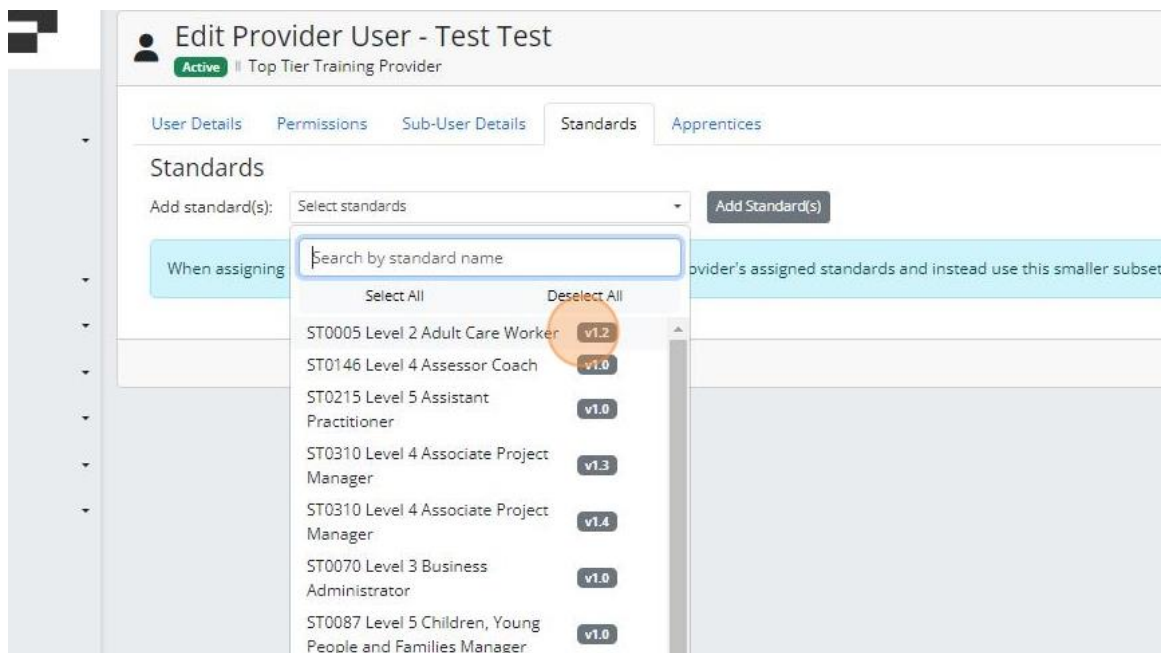 Edit Provider User - Test Test
Active Top Tier Training Provider
User Details Permissions Sub-User Details Standards Apprentices
Standards
Add standard(s): Select standards Add Standard(s)
Search by standard name
When assigning ovider's assigned standards and instead use this smaller subset
Select All Deselect All
ST0005 Level 2 Adult Care Worker v1.2
ST0146 Level 4 Assessor Coach v1.0
ST0215 Level 5 Assistant
Practitioner v1.0
ST0310 Level 4 Associate Project
Manager v1.3
ST0310 Level 4 Associate Project
Manager v1.4
ST0070 Level 3 Business
Administrator v1.0
ST0087 Level 5 Children, Young
People and Families Manager v1.0